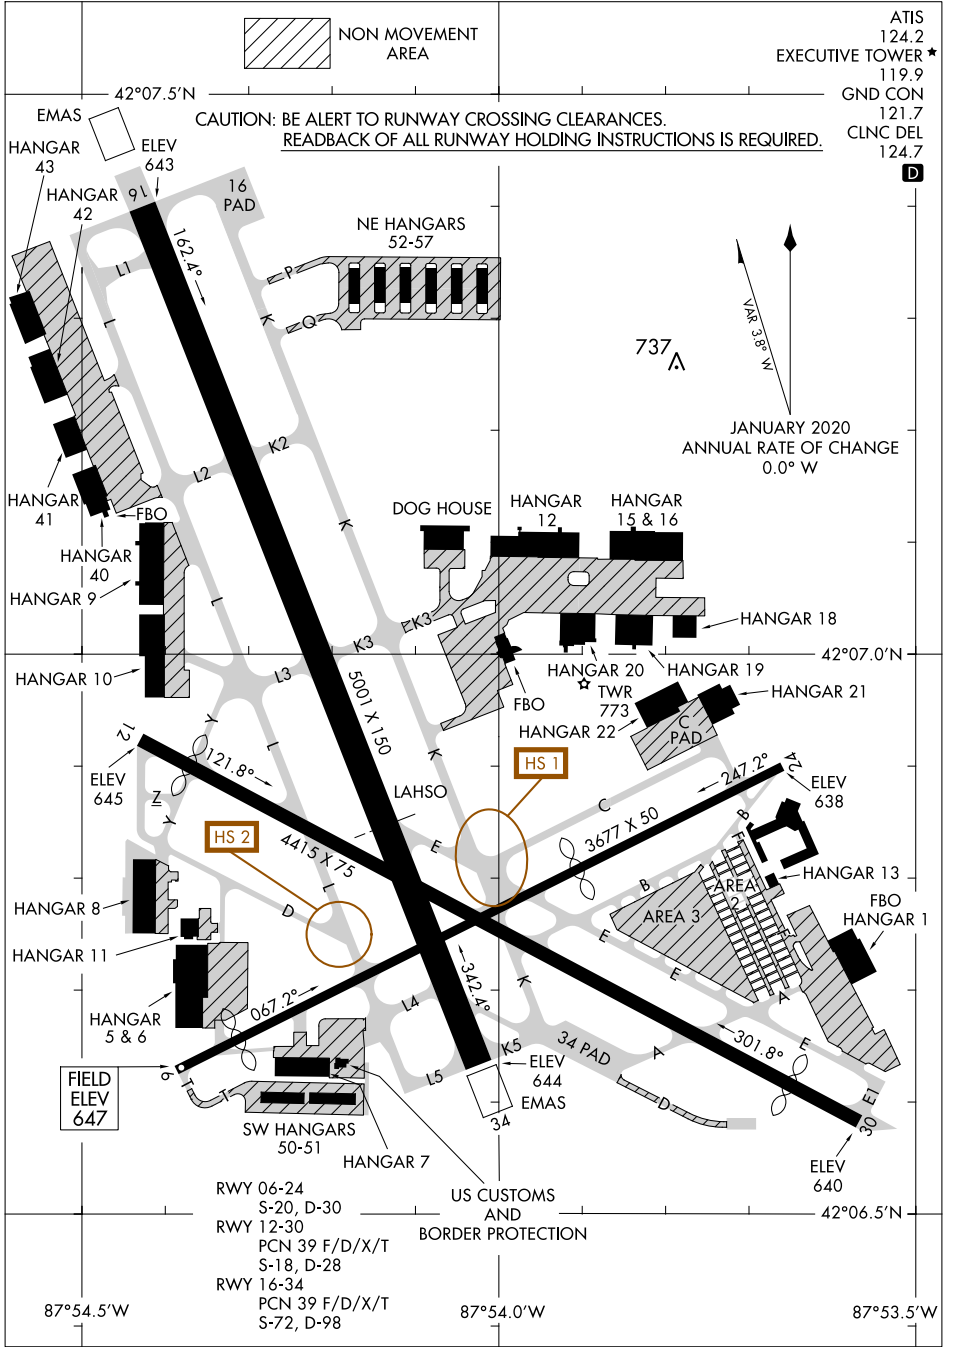 NON MOVEMENT
AREA
ATIS
124.2
EXECUTIVE TOWER★
119.9
GND CON
121.7
CLNC DEL
124.7
D
42°07.5'N
CAUTION: BE ALERT TO RUNWAY CROSSING CLEARANCES.
READBACK OF ALL RUNWAY HOLDING INSTRUCTIONS IS REQUIRED.
EMAS
HANGAR
43
ELEV
643
HANGAR
42
16
16
PAD
NE HANGARS
52-57
162.4°
L1
P
L
K
Q
VAR 3.8° W
737
JANUARY 2020
ANNUAL RATE OF CHANGE
0.0° W
K2
L2
HANGAR
41
FBO
K
DOG HOUSE
HANGAR
12
HANGAR
15 & 16
HANGAR
40
HANGAR 9
L
K3
K3
HANGAR 18
42°07.0'N
HANGAR 10
L3
5001 X 150
HANGAR 20
HANGAR 19
TWR
773
HANGAR 21
FBO
HANGAR 22
C
PAD
12
Y
L
K
121.8°
HS 1
247.2°
24
ELEV
645
LAHSO
ELEV
638
Z
Y
C
HS 2
4415 X 75
E
3677 X 50
B
F
HANGAR 13
HANGAR 8
L
D
B
AREA 3
AREA
2
FBO
HANGAR 1
HANGAR 11
E
E
HANGAR
5 & 6
067.2°
342.4°
K
L4
A
34 PAD
A
301.8°
E
K5
6
T
T
L5
ELEV
644
EMAS
FIELD
ELEV
647
D
E1
30
34
SW HANGARS
50-51
HANGAR 7
ELEV
640
US CUSTOMS
AND
BORDER PROTECTION
42°06.5'N
RWY 06-24
S-20, D-30
RWY 12-30
PCN 39 F/D/X/T
S-18, D-28
RWY 16-34
PCN 39 F/D/X/T
S-72, D-98
87°54.5'W
87°54.0'W
87°53.5'W